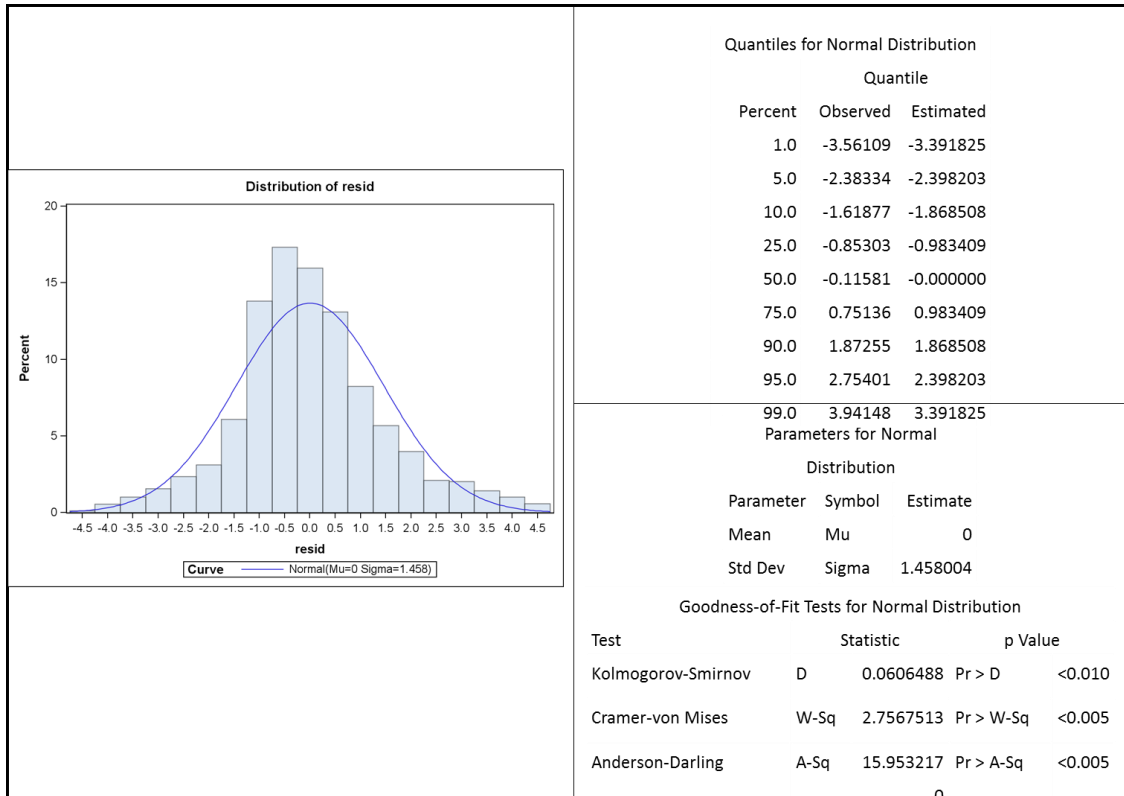 Distribution of resid
20
15
10
5
0
Percent
-4.5 -4.0 -3.5 -3.0 -2.5 -2.0 -1.5 -1.0 -0.5 0.0 0.5 1.0 1.5 2.0 2.5 3.0 3.5 4.0 4.5
resid
Curve Normal(Mu=0 Sigma=1.458)
Quantiles for Normal Distribution
Quantile
Percent Observed Estimated
1.0 -3.56109 -3.391825
5.0 -2.38334 -2.398203
10.0 -1.61877 -1.868508
25.0 -0.85303 -0.983409
50.0 -0.11581 -0.000000
75.0 0.75136 0.983409
90.0 1.87255 1.868508
95.0 2.75401 2.398203
99.0 3.94148 3.391825
Parameters for Normal
Distribution
Parameter Symbol Estimate
Mean Mu 0
Std Dev Sigma 1.458004
Goodness-of-Fit Tests for Normal Distribution
Test Statistic p Value
Kolmogorov-Smirnov D 0.0606488 Pr > D <0.010
Cramer-von Mises W-Sq 2.7567513 Pr > W-Sq <0.005
Anderson-Darling A-Sq 15.953217 Pr > A-Sq <0.005
0